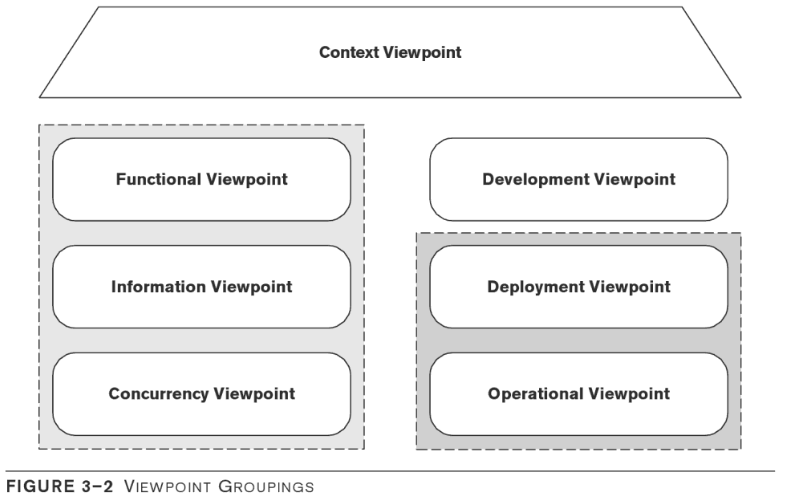 Context Viewpoint
Functional Viewpoint
Development Viewpoint
Information Viewpoint
Deployment Viewpoint
Concurrency Viewpoint
Operational Viewpoint
FIGURE 3–2 VIEWPOINT GROUPINGS